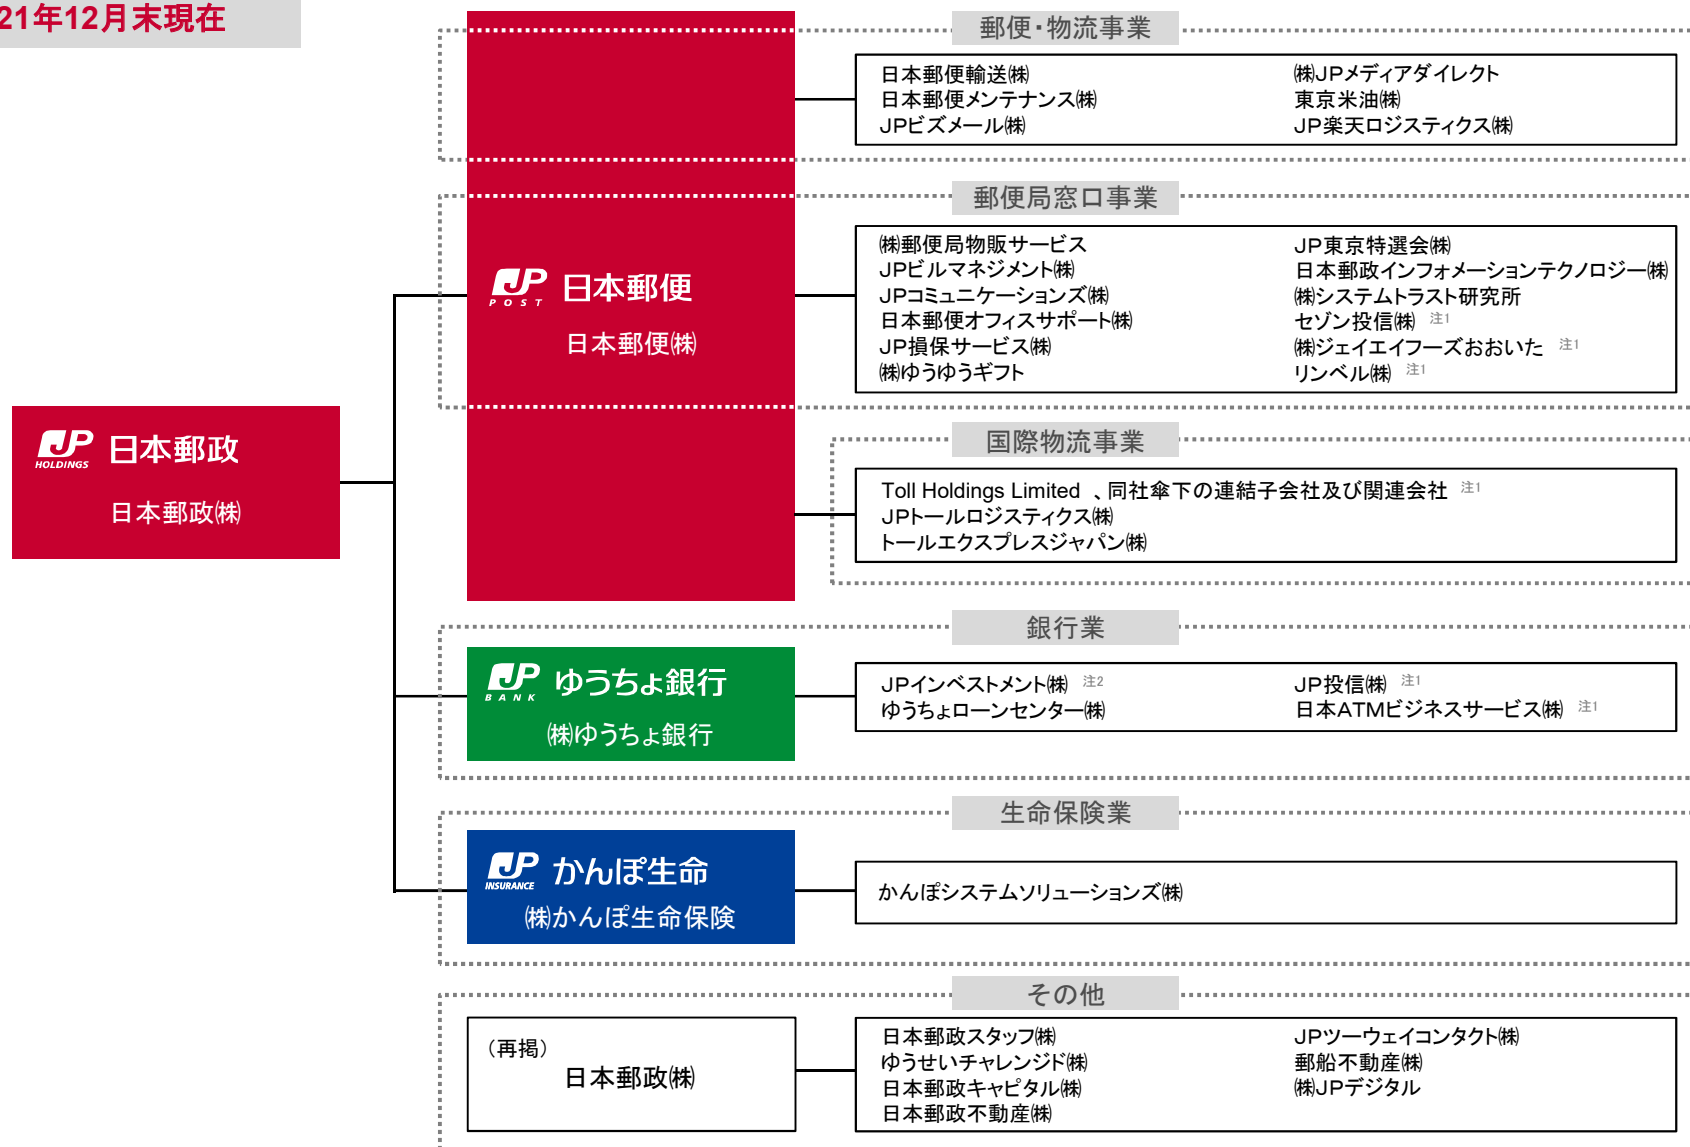 21年12月末現在
郵便・物流事業
日本郵便輸送㈱
日本郵便メンテナンス㈱
JPビズメール㈱
㈱JPメディアダイレクト
東京米油㈱
JP楽天ロジスティクス㈱
郵便局窓口事業
JP POST 日本郵便
日本郵便㈱
㈱郵便局物販サービス
JPビルマネジメント㈱
JPコミュニケーションズ㈱
日本郵便オフィスサポート㈱
JP損保サービス㈱
㈱ゆうゆうギフト
JP東京特選会㈱
日本郵政インフォメーションテクノロジー㈱
㈱システムトラスト研究所
セゾン投信㈱ 注1
㈱ジェイエイフーズおおいた 注1
リンベル㈱ 注1
JP HOLDINGS 日本郵政
日本郵政㈱
国際物流事業
Toll Holdings Limited 、同社傘下の連結子会社及び関連会社 注1
JPトールロジスティクス㈱
トールエクスプレスジャパン㈱
銀行業
JP BANK ゆうちょ銀行
㈱ゆうちょ銀行
JPインベストメント㈱ 注2
ゆうちょローンセンター㈱
JP投信㈱ 注1
日本ATMビジネスサービス㈱ 注1
生命保険業
JP INSURANCE かんぽ生命
㈱かんぽ生命保険
かんぽシステムソリューションズ㈱
その他
（再掲）
日本郵政㈱
日本郵政スタッフ㈱
ゆうせいチャレンジド㈱
日本郵政キャピタル㈱
日本郵政不動産㈱
JPツーウェイコンタクト㈱
郵船不動産㈱
㈱JPデジタル